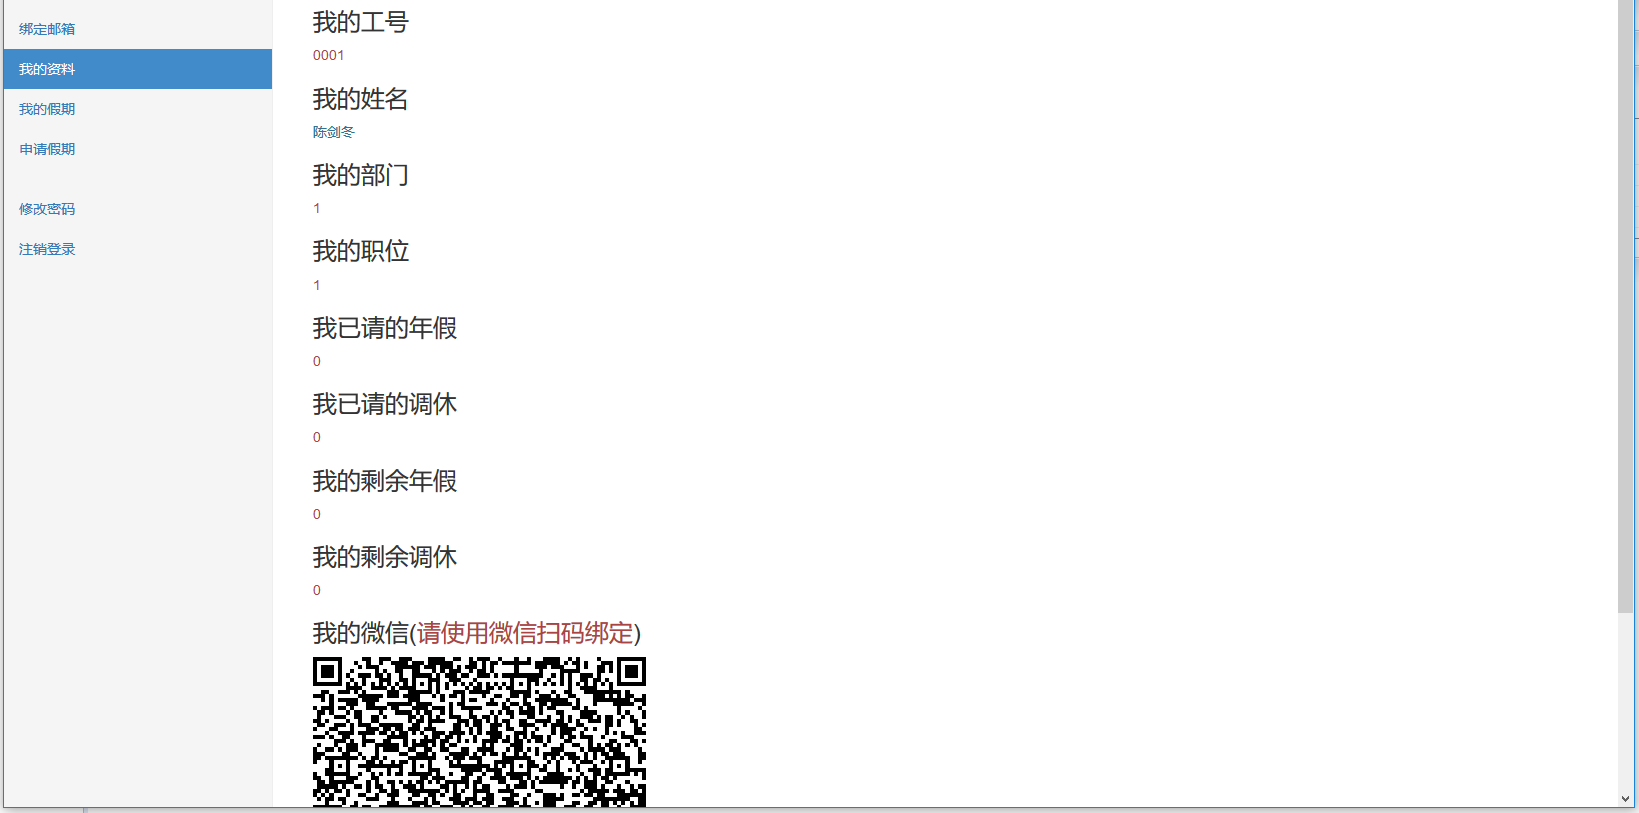 绑定邮箱
我的资料
我的假期
申请假期
修改密码
注销登录
我的工号
0001
我的姓名
陈剑冬
我的部门
1
我的职位
1
我已请的年假
0
我已请的调休
0
我的剩余年假
0
我的剩余调休
0
我的微信(请使用微信扫码绑定)